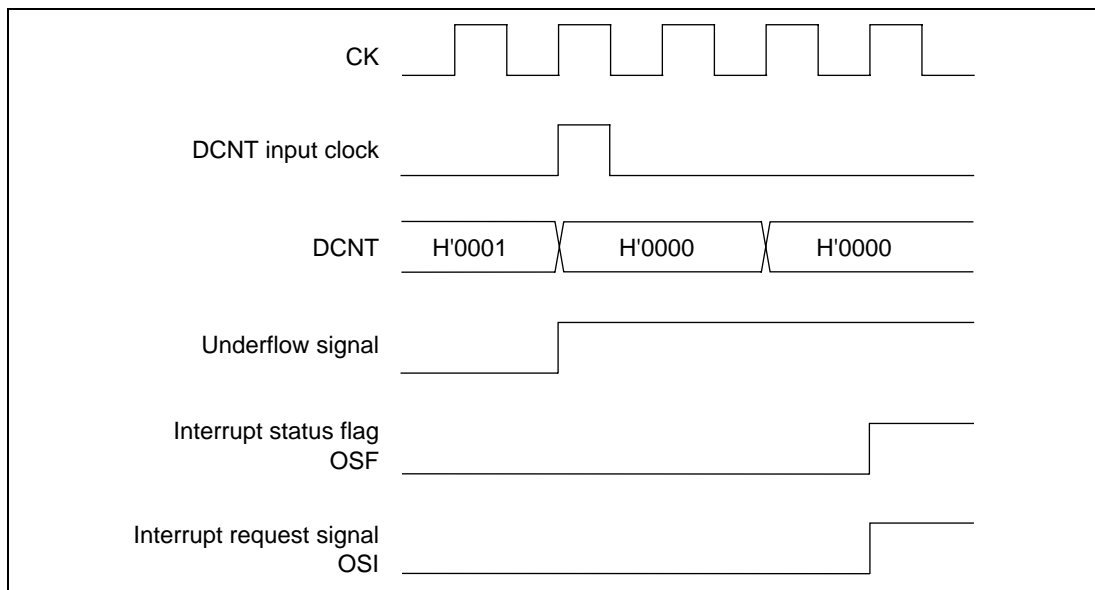 CK
DCNT input clock
DCNT H'0001 H'0000 H'0000
Underflow signal
Interrupt status flag
OSF
Interrupt request signal
OSI